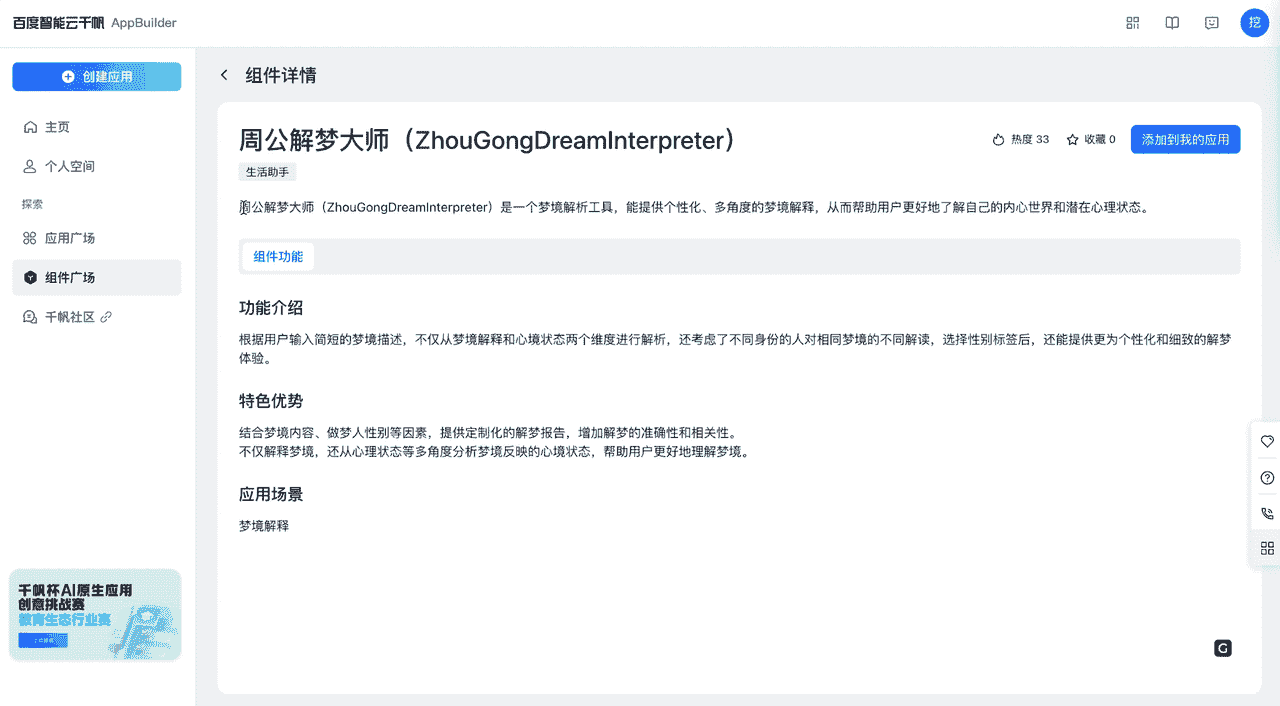 百度智能云千帆 AppBuilder
挖
创建应用
主页
个人空间
探索
应用广场
组件广场
千帆社区
千帆杯AI原生应用
创意挑战赛
教育生态行业赛
组件详情
周公解梦大师（ZhouGongDreamInterpreter）
热度 33
收藏 0
添加到我的应用
生活助手
周公解梦大师（ZhouGongDreamInterpreter）是一个梦境解析工具，能提供个性化、多角度的梦境解释，从而帮助用户更好地了解自己的内心世界和潜在心理状态。
组件功能
功能介绍
根据用户输入简短的梦境描述，不仅从梦境解释和心境状态两个维度进行解析，还考虑了不同身份的人对相同梦境的不同解读，选择性别标签后，还能提供更为个性化和细致的解梦
体验。
特色优势
结合梦境内容、做梦人性别等因素，提供定制化的解梦报告，增加解梦的准确性和相关性。
不仅解释梦境，还从心理状态等多角度分析梦境反映的心境状态，帮助用户更好地理解梦境。
应用场景
梦境解释
G